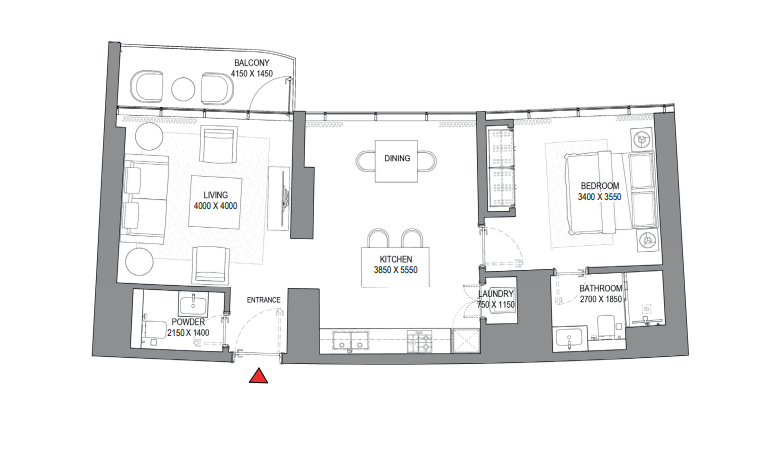 BALCONY
4150 X 1450
DINING
LIVING
4000 X 4000
BEDROOM
3400 X 3550
KITCHEN
3850 X 5550
ENTRANCE
LAUNDRY
750 X 1150
BATHROOM
2700 X 1850
POWDER
2150 X 1400